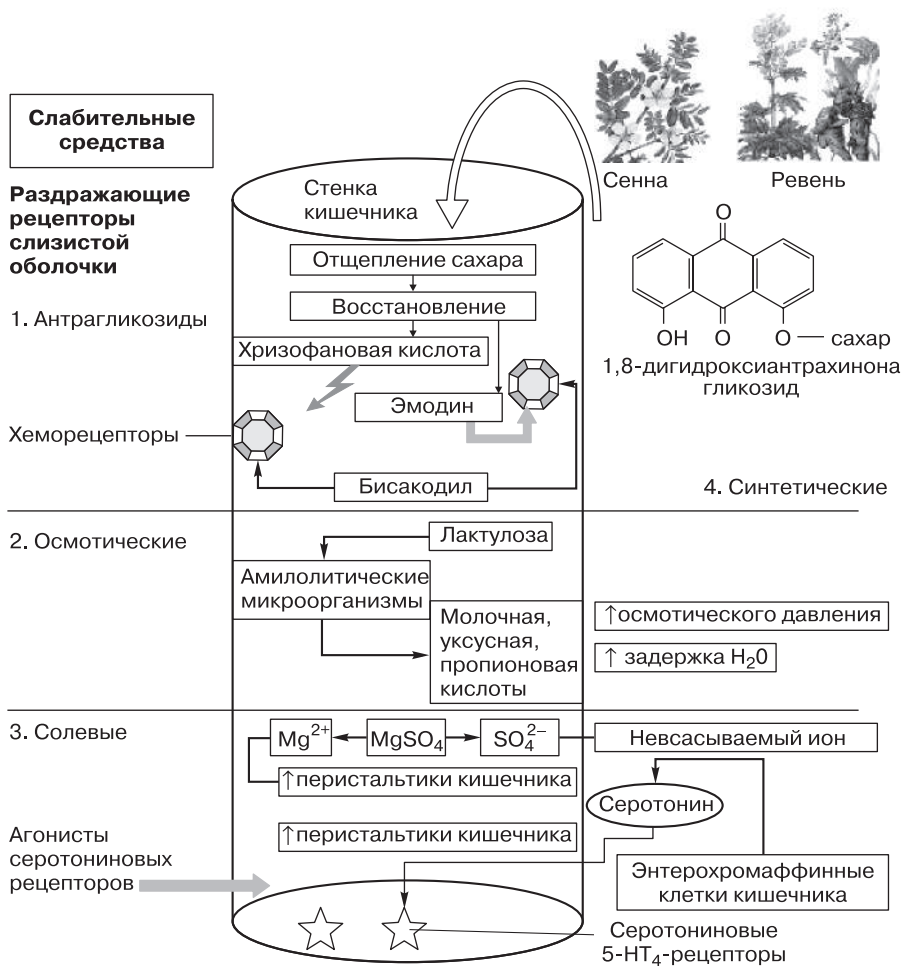 Слабительные
средства
Раздражающие
рецепторы
слизистой
оболочки
Стенка
кишечника
Сенна
Ревень
Отщепление сахара
Восстановление
1. Антрагликозиды
Хризофановая кислота
Эмодин
O
OH
O
O — сахар
1,8-дигидроксиантрахинона
гликозид
Хеморецепторы
Бисакодил
4. Синтетические
2. Осмотические
Лактулоза
Амилолитические
микроорганизмы
Молочная,
уксусная,
пропионовая
кислоты
↑осмотического давления
↑ задержка H₂0
3. Солевые
Mg²⁺
MgSO₄
SO₄²⁻
Невсасываемый ион
↑перистальтики кишечника
Серотонин
↑перистальтики кишечника
Агонисты
серотониновых
рецепторов
Энтерохромаффинные
клетки кишечника
Серотониновые
5-HT₄-рецепторы